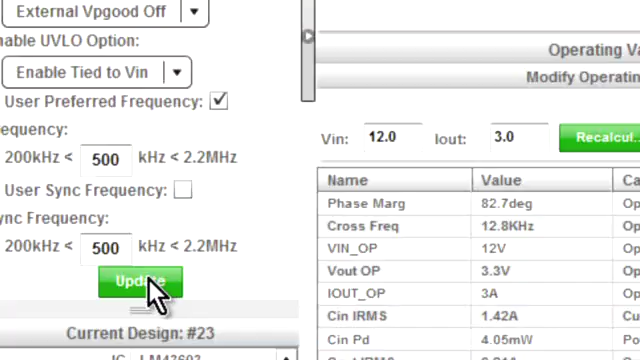 External Vpgood Off
nable UVLO Option:
Enable Tied to Vin
User Preferred Frequency:
equency:
200kHz < 500 kHz < 2.2MHz
User Sync Frequency:
ync Frequency:
200kHz < 500 kHz < 2.2MHz
Update
Current Design: #23
IC LM43603
Operating Va
Modify Operatin
Vin: 12.0 Iout: 3.0 Recalcul..
Name Value Ca
Phase Marg 82.7deg Op
Cross Freq 12.8KHz Op
VIN_OP 12V Op
Vout OP 3.3V Op
IOUT_OP 3A Op
Cin IRMS 1.42A Cu
Cin Pd 4.05mW Po